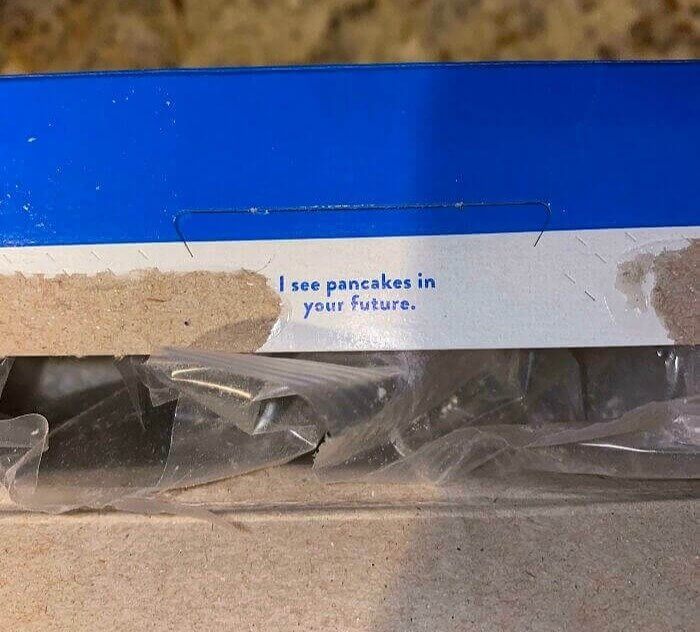 I see pancakes in
your future.